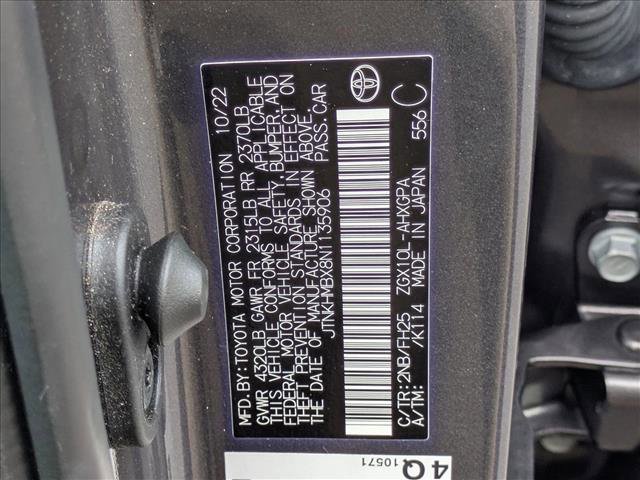 MFD.BY:TOYOTA MOTOR CORPORATION 10/22
GVWR 4320LB GAWR FR 2315LB RR 2370LB
THIS VEHICLE CONFORMS TO ALL APPLICABLE
FEDERAL MOTOR VEHICLE SAFETY,BUMPER,AND
THEFT PREVENTION STANDARDS IN EFFECT ON
THE DATE OF MANUFACTURE SHOWN ABOVE.
JTNKHMBX8N1135906 PASS.CAR
C/TR:2NB/FH25 ZGX10L-AHXGPA
A/TM: /K114 MADE IN JAPAN 556 C
4Q
10571